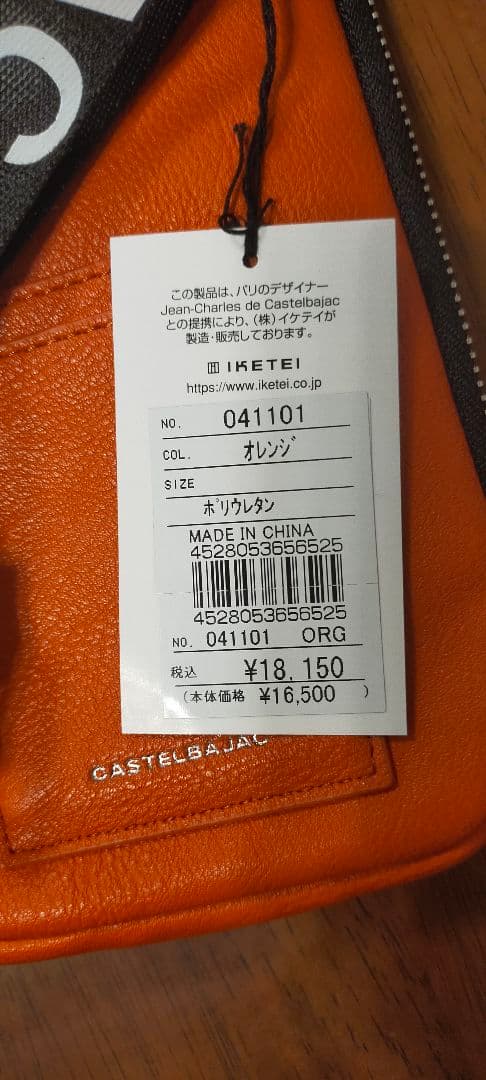 C
この製品は、パリのデザイナー
Jean-Charles de Castelbajac
との提携により、(株)イケテイが
製造・販売しております。
IKETEI
https://www.iketei.co.jp
NO. 041101
COL. オレンジ
SIZE
ポリウレタン
MADE IN CHINA
4528053656525
4528053656525
NO. 041101 ORG
税込 ¥18,150
(本体価格 ¥16,500 )
CASTELBAJAC